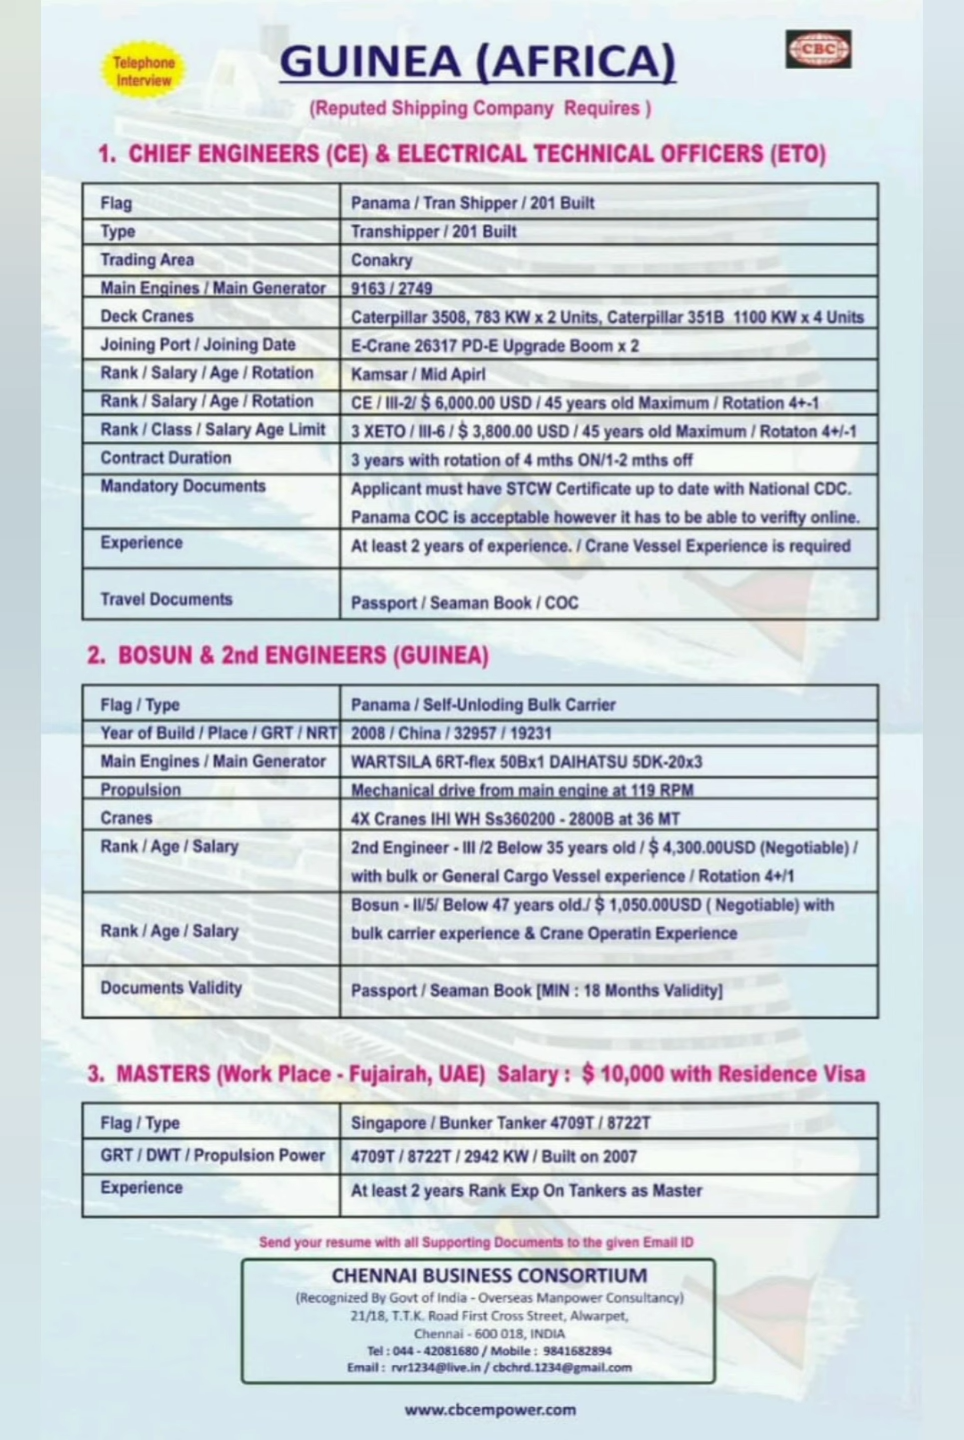 Telephone
Interview
GUINEA (AFRICA)
CBC
(Reputed Shipping Company Requires )
1. CHIEF ENGINEERS (CE) & ELECTRICAL TECHNICAL OFFICERS (ETO)
Flag Panama / Tran Shipper / 201 Built
Type Transhipper / 201 Built
Trading Area Conakry
Main Engines / Main Generator 9163 / 2749
Deck Cranes Caterpillar 3508, 783 KW x 2 Units, Caterpillar 351B 1100 KW x 4 Units
Joining Port / Joining Date E-Crane 26317 PD-E Upgrade Boom x 2
Rank / Salary / Age / Rotation Kamsar / Mid Apirl
Rank / Salary / Age / Rotation CE / III-2/ $ 6,000.00 USD / 45 years old Maximum / Rotation 4+-1
Rank / Class / Salary Age Limit 3 XETO / III-6 / $ 3,800.00 USD / 45 years old Maximum / Rotaton 4+/-1
Contract Duration 3 years with rotation of 4 mths ON/1-2 mths off
Mandatory Documents Applicant must have STCW Certificate up to date with National CDC.
Panama COC is acceptable however it has to be able to verifty online.
Experience At least 2 years of experience. / Crane Vessel Experience is required
Travel Documents Passport / Seaman Book / COC
2. BOSUN & 2nd ENGINEERS (GUINEA)
Flag / Type Panama / Self-Unloding Bulk Carrier
Year of Build / Place / GRT / NRT 2008 / China / 32957 / 19231
Main Engines / Main Generator WARTSILA 6RT-flex 50Bx1 DAIHATSU 5DK-20x3
Propulsion Mechanical drive from main engine at 119 RPM
Cranes 4X Cranes IHI WH Ss360200 - 2800B at 36 MT
Rank / Age / Salary 2nd Engineer - III /2 Below 35 years old / $ 4,300.00USD (Negotiable) /
with bulk or General Cargo Vessel experience / Rotation 4+/1
Bosun - II/5/ Below 47 years old./ $ 1,050.00USD ( Negotiable) with
Rank / Age / Salary bulk carrier experience & Crane Operatin Experience
Documents Validity Passport / Seaman Book [MIN : 18 Months Validity]
3. MASTERS (Work Place - Fujairah, UAE) Salary : $ 10,000 with Residence Visa
Flag / Type Singapore / Bunker Tanker 4709T / 8722T
GRT / DWT / Propulsion Power 4709T / 8722T / 2942 KW / Built on 2007
Experience At least 2 years Rank Exp On Tankers as Master
Send your resume with all Supporting Documents to the given Email ID
CHENNAI BUSINESS CONSORTIUM
(Recognized By Govt of India - Overseas Manpower Consultancy)
21/18, T.T.K. Road First Cross Street, Alwarpet,
Chennai - 600 018, INDIA
Tel : 044 - 42081680 / Mobile : 9841682894
Email : rvr1234@live.in / cbchrd.1234@gmail.com
www.cbcempower.com